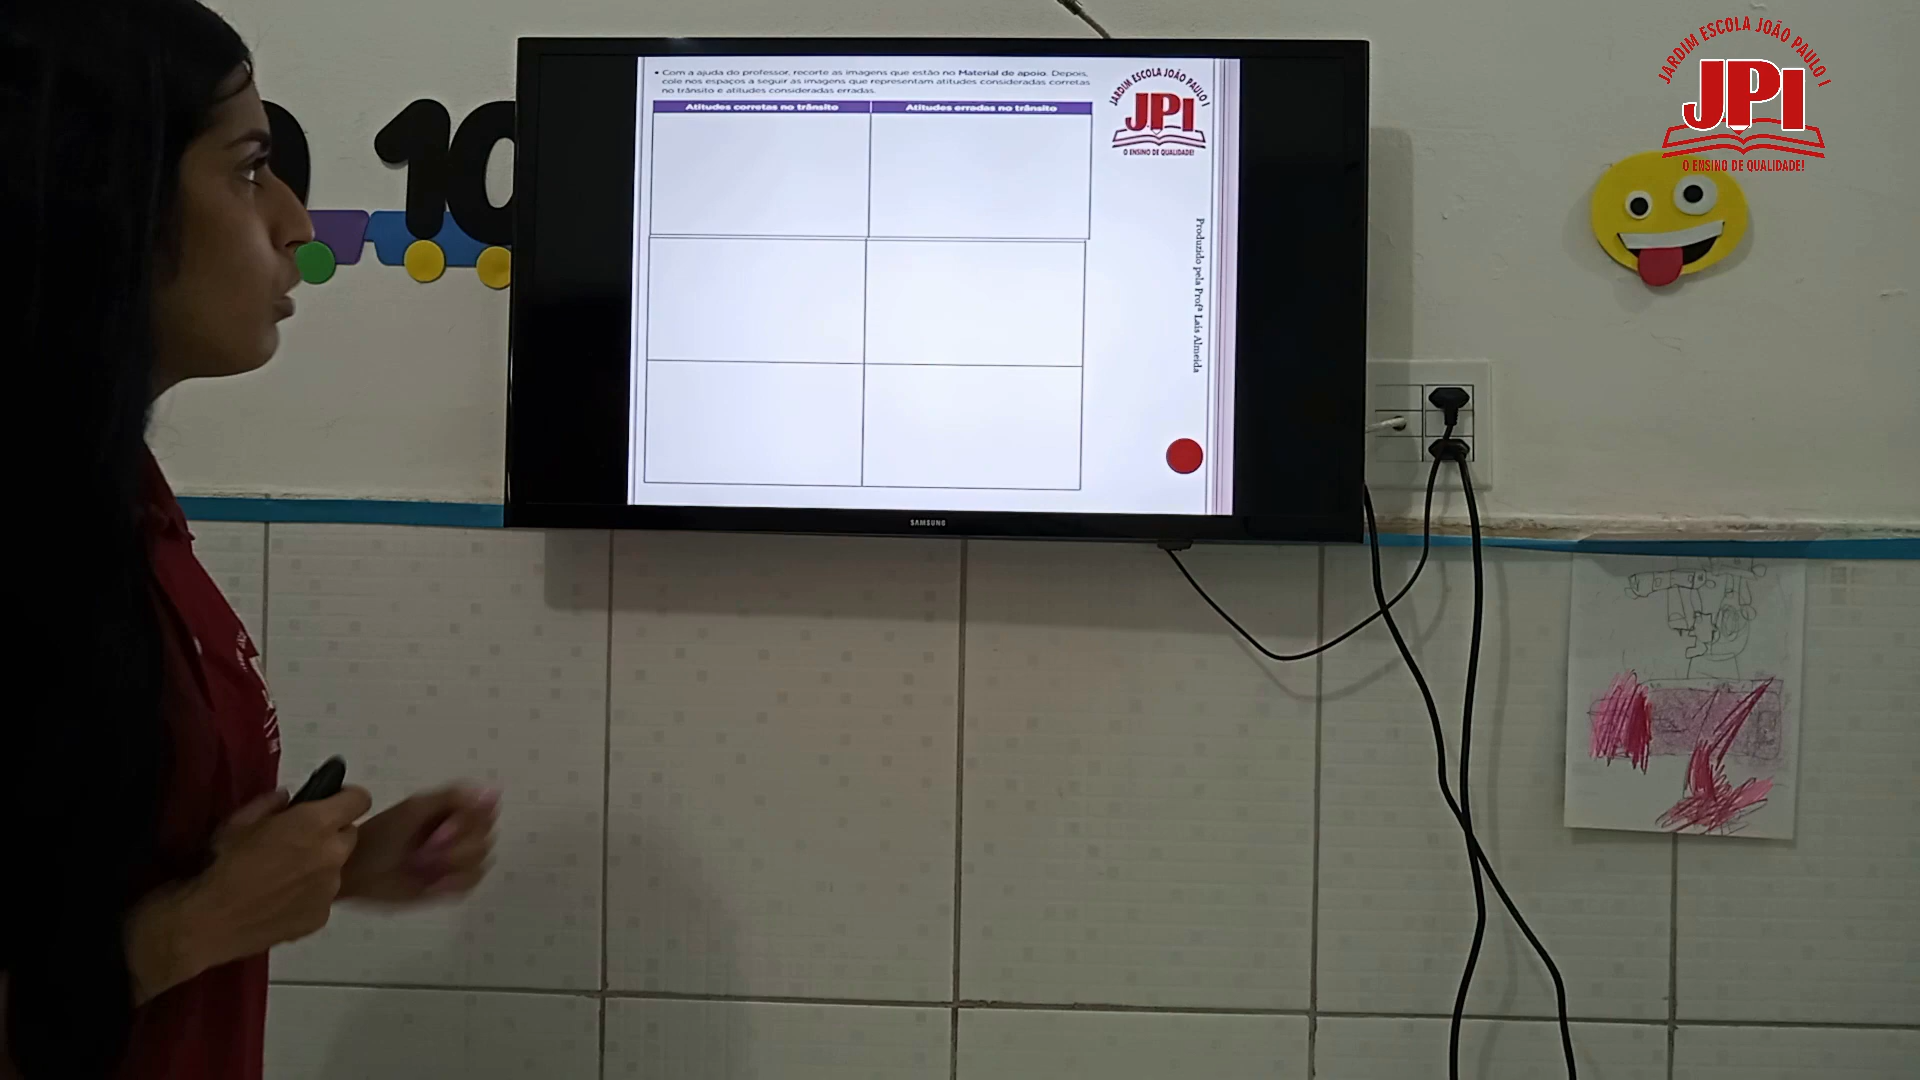 10
• Com a ajuda do professor, recorte as imagens que estão no Material de apoio. Depois,
cole nos espaços a seguir as imagens que representam atitudes consideradas corretas
no trânsito e atitudes consideradas erradas.
Atitudes corretas no trânsito
Atitudes erradas no trânsito
JARDIM ESCOLA JOÃO PAULO I
JPI
O ENSINO DE QUALIDADE!
Produzido pela Profª Laís Almeida
SAMSUNG
JARDIM ESCOLA JOÃO PAULO I
JPI
O ENSINO DE QUALIDADE!